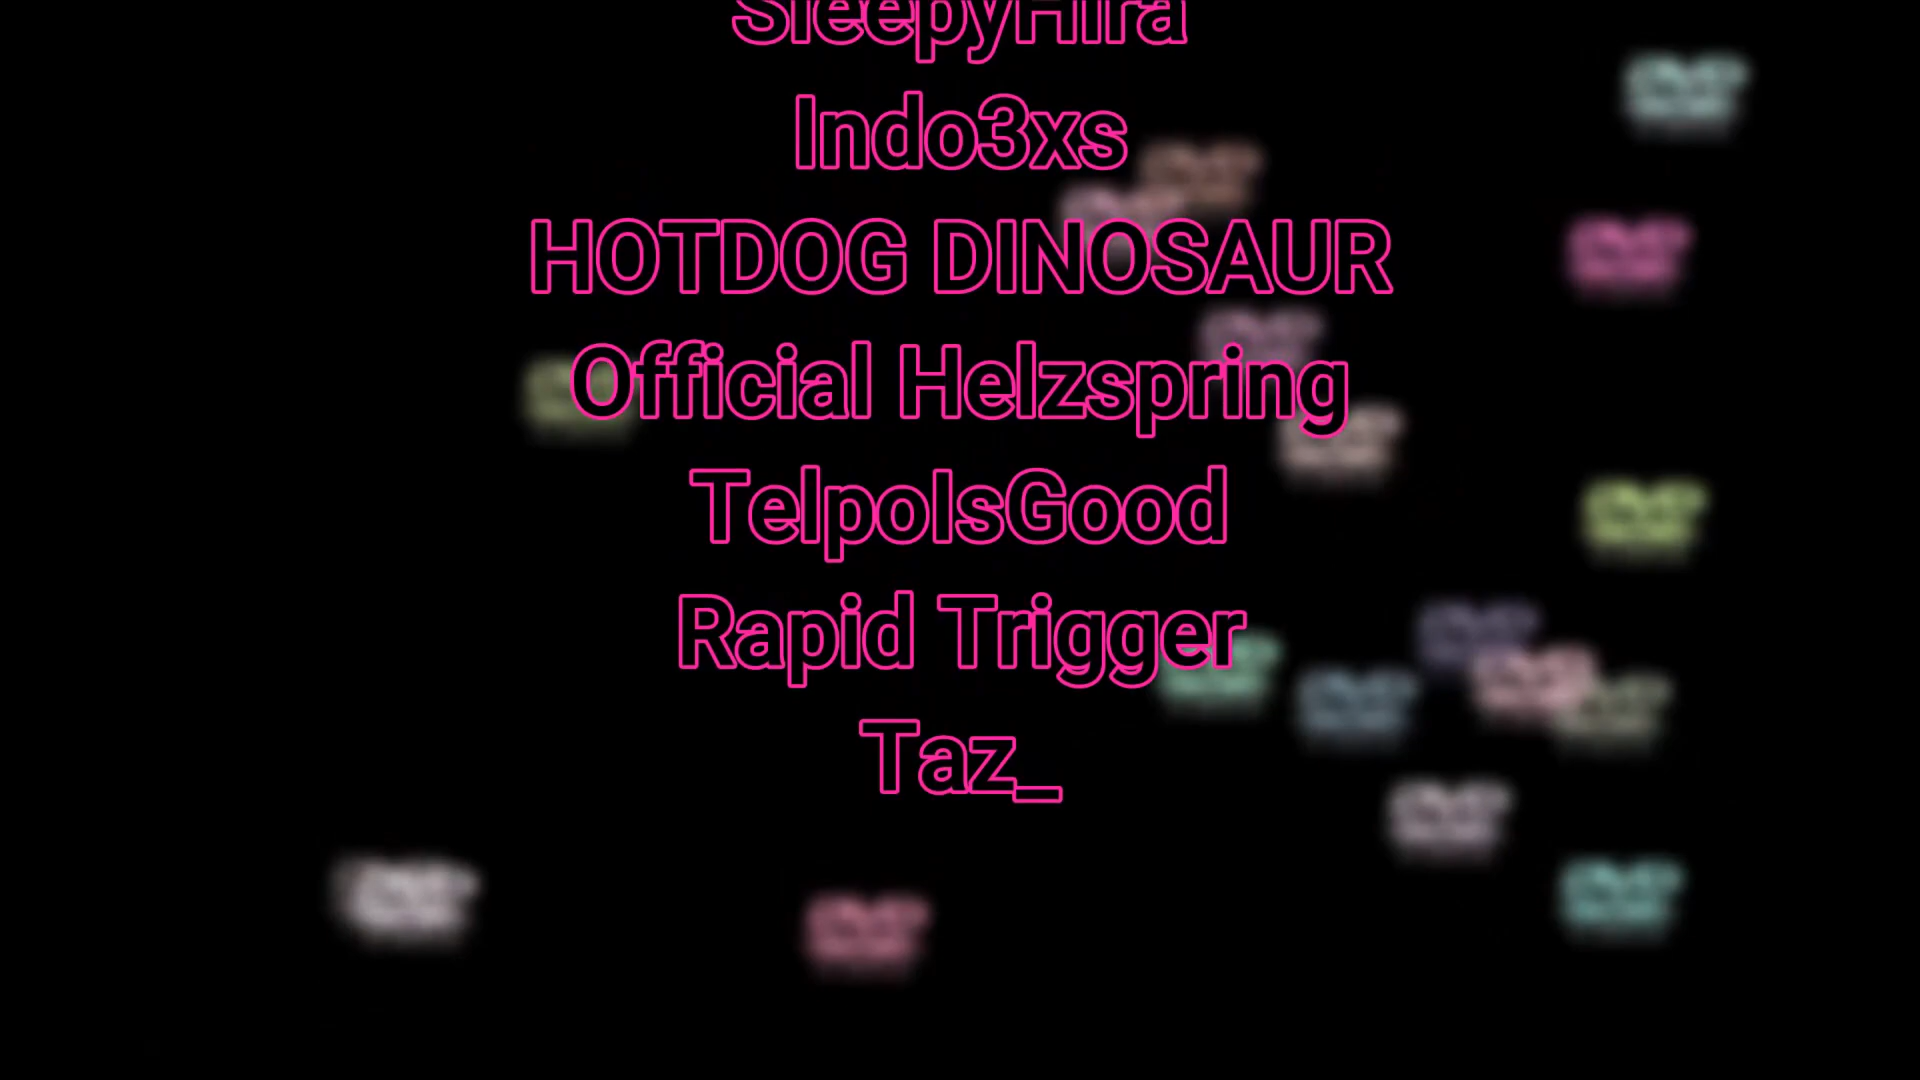 SleepyHira
Indo3xs
HOTDOG DINOSAUR
Official Helzspring
TelpoIsGood
Rapid Trigger
Taz_